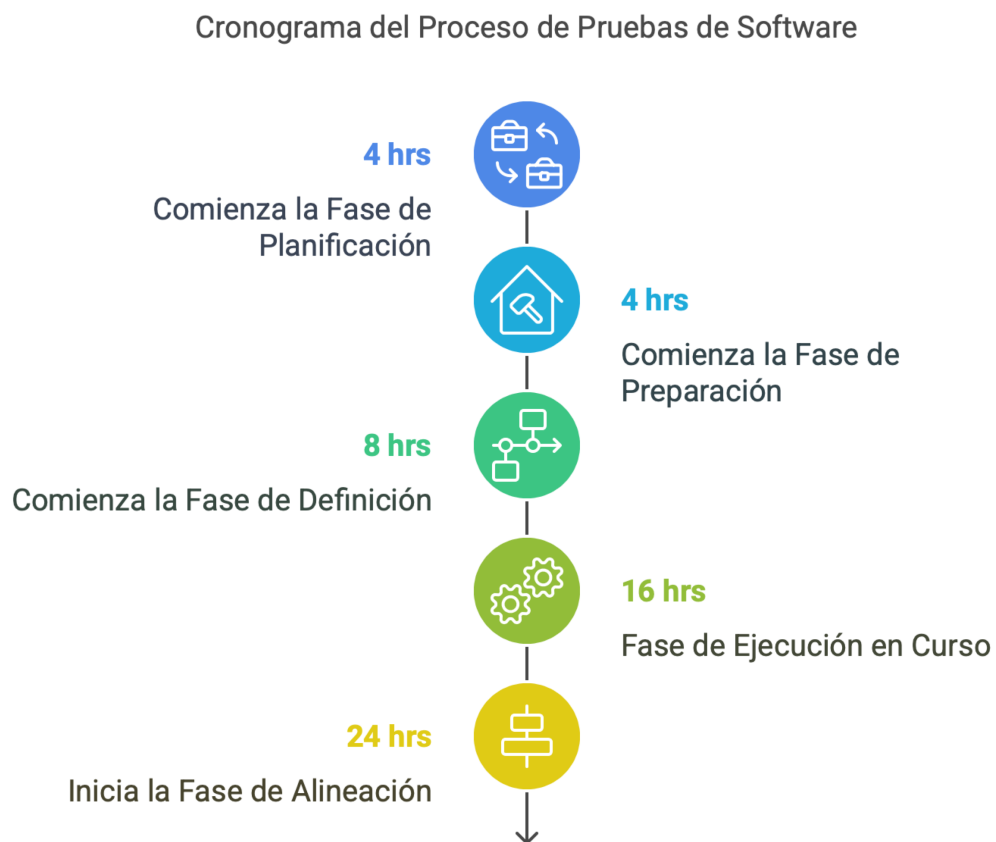 Cronograma del Proceso de Pruebas de Software
4 hrs
Comienza la Fase de
Planificación
4 hrs
Comienza la Fase de
Preparación
8 hrs
Comienza la Fase de Definición
16 hrs
Fase de Ejecución en Curso
24 hrs
Inicia la Fase de Alineación